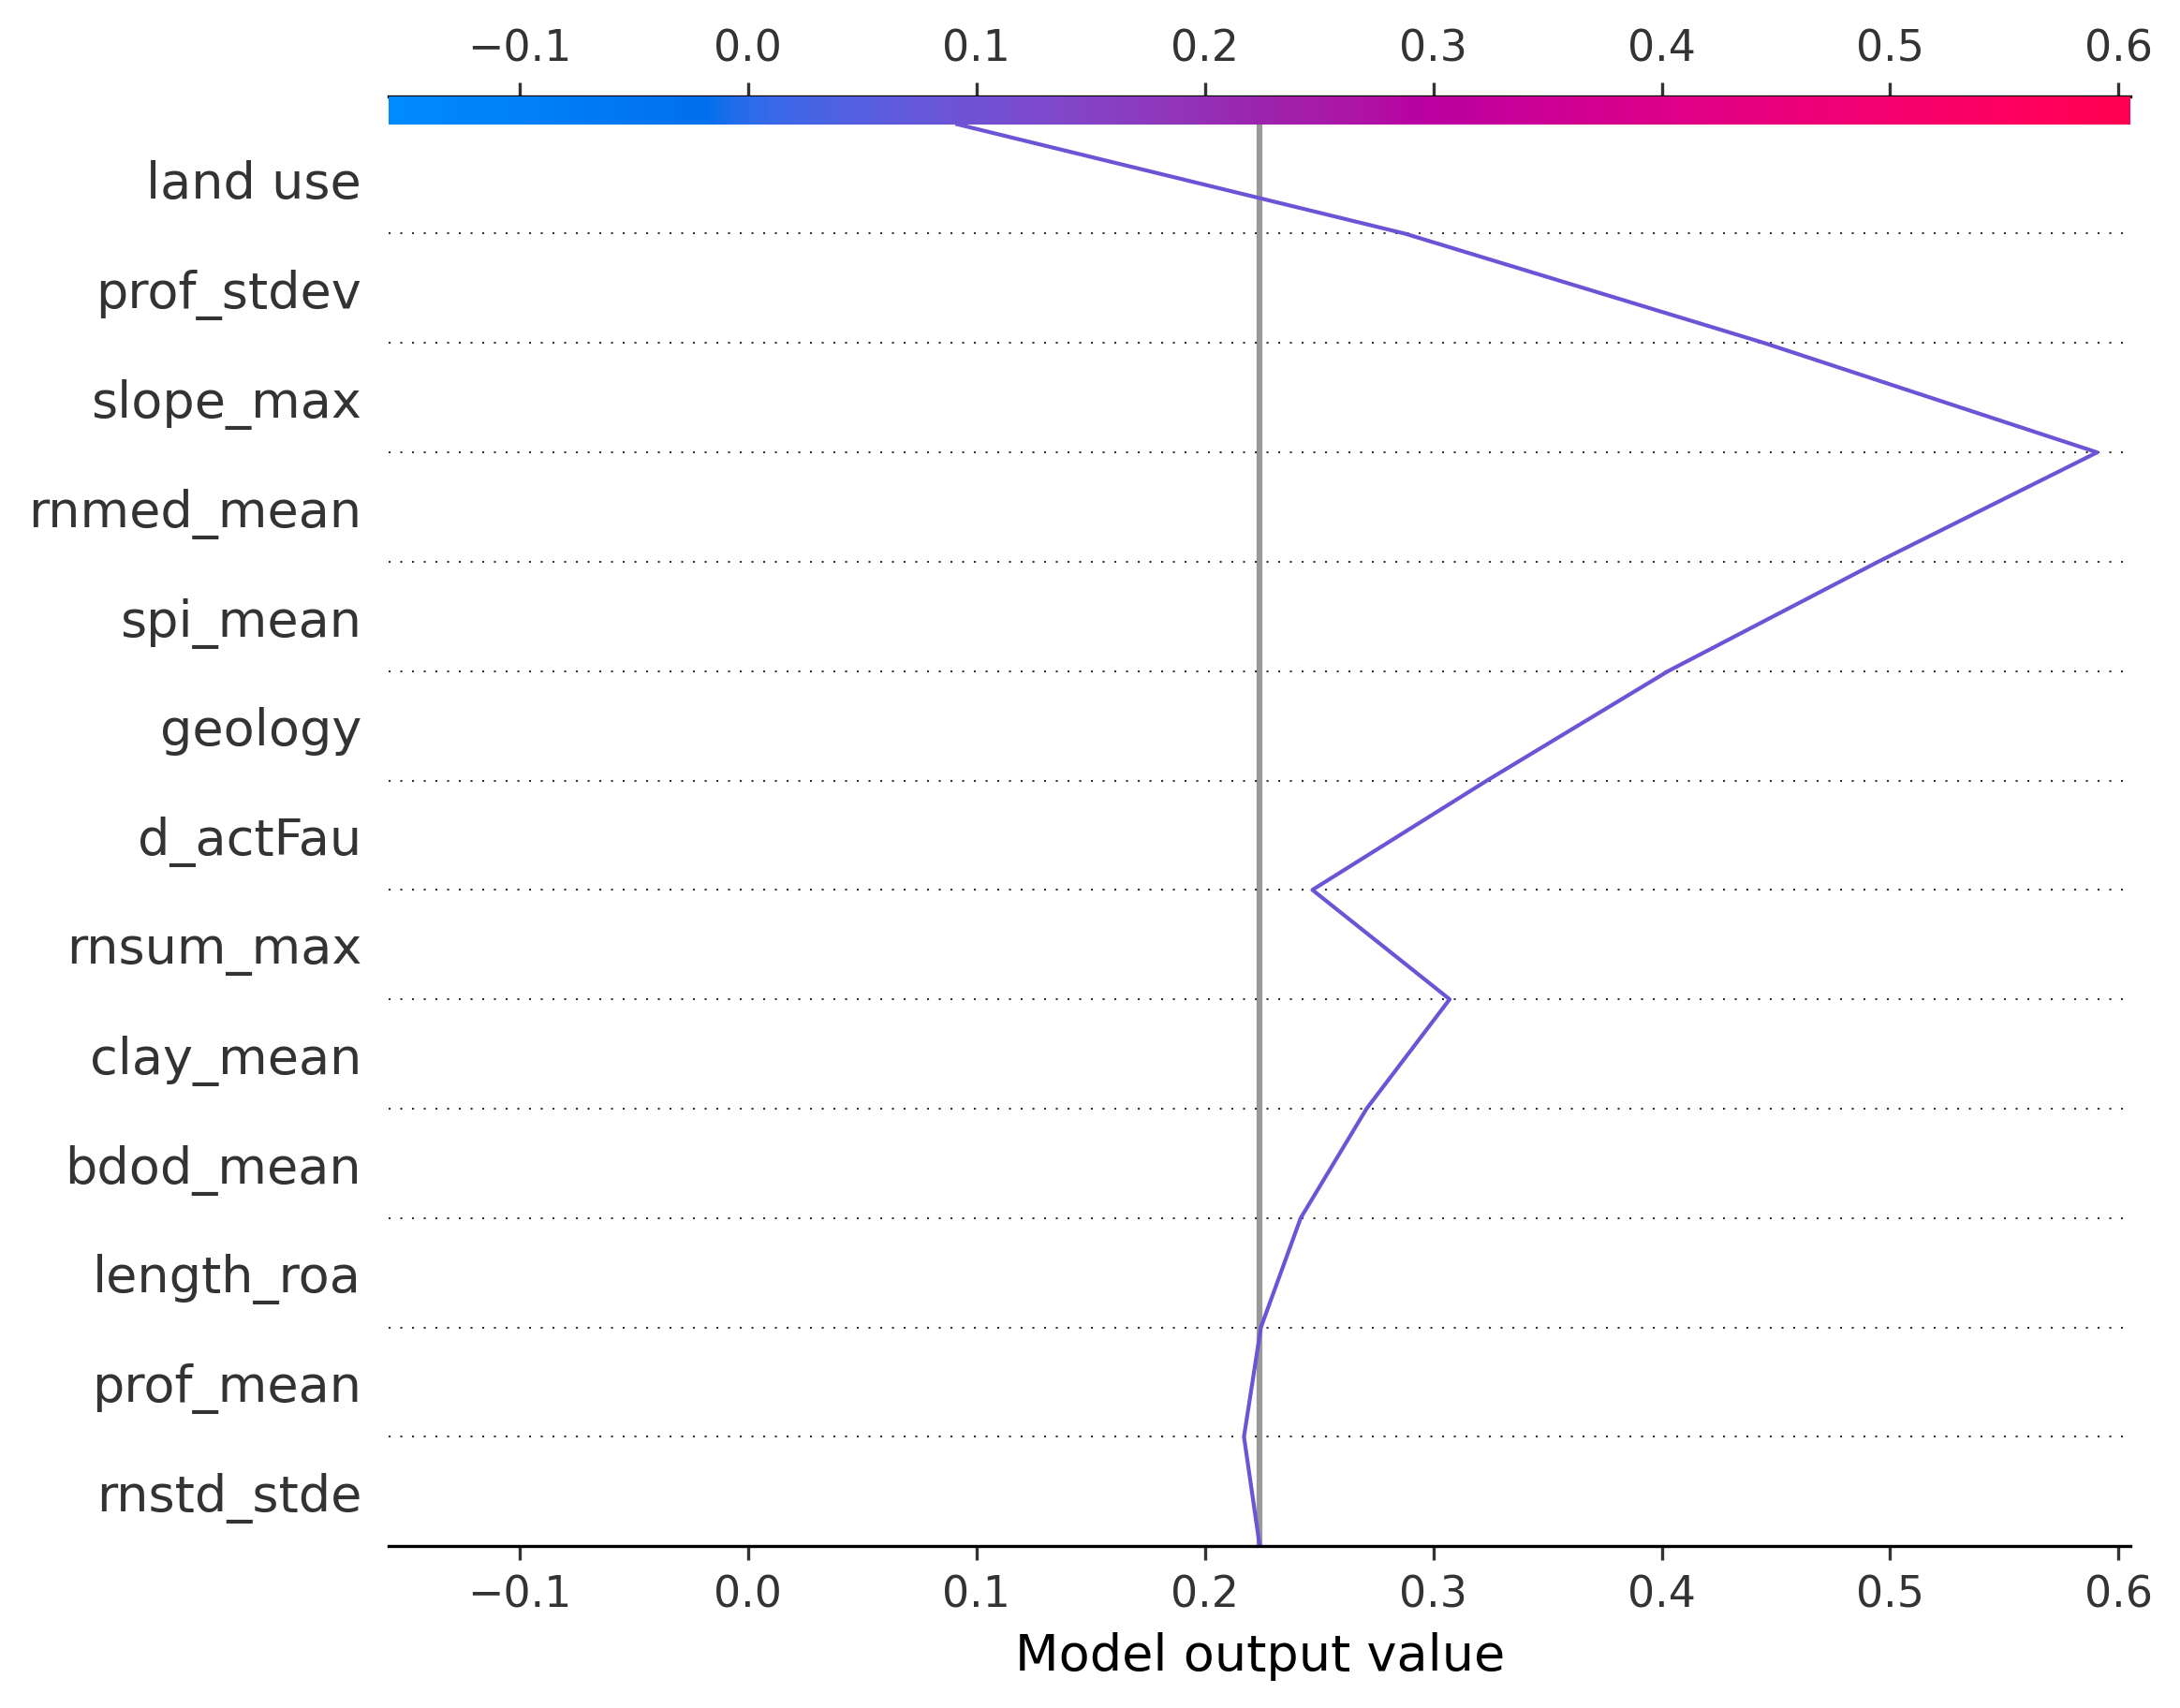 −0.1 0.0 0.1 0.2 0.3 0.4 0.5 0.6
land use
prof_stdev
slope_max
rnmed_mean
spi_mean
geology
d_actFau
rnsum_max
clay_mean
bdod_mean
length_roa
prof_mean
rnstd_stde
−0.1 0.0 0.1 0.2 0.3 0.4 0.5 0.6
Model output value